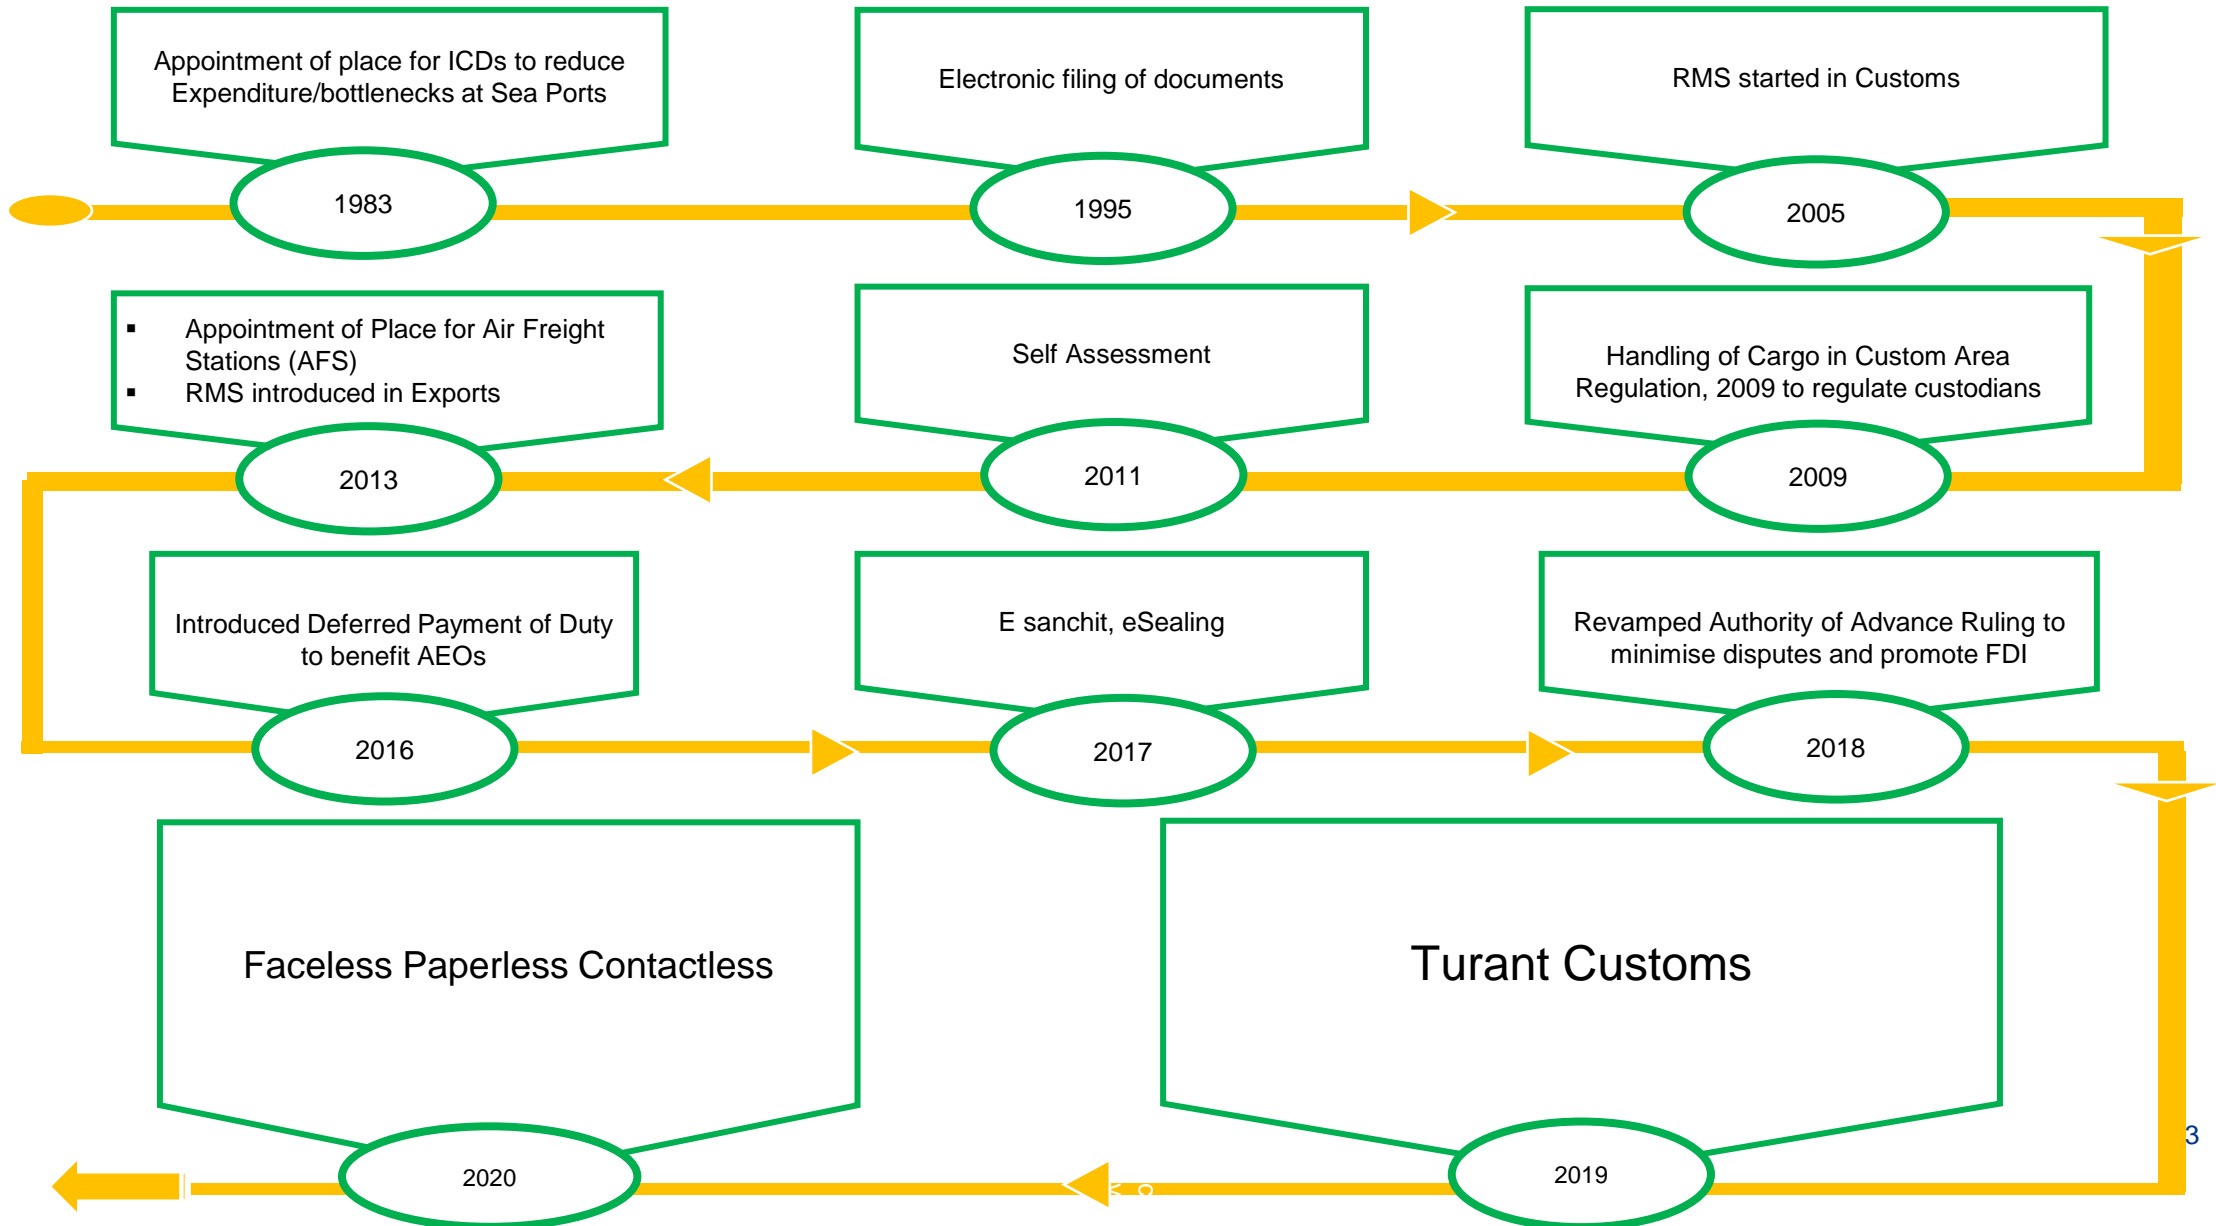 Appointment of place for ICDs to reduce
Expenditure/bottlenecks at Sea Ports
1983
Electronic filing of documents
1995
RMS started in Customs
2005
Handling of Cargo in Custom Area
Regulation, 2009 to regulate custodians
2009
Self Assessment
2011
▪ Appointment of Place for Air Freight
Stations (AFS)
▪ RMS introduced in Exports
2013
Introduced Deferred Payment of Duty
to benefit AEOs
2016
E sanchit, eSealing
2017
Revamped Authority of Advance Ruling to
minimise disputes and promote FDI
2018
Turant Customs
2019
Faceless Paperless Contactless
2020
3